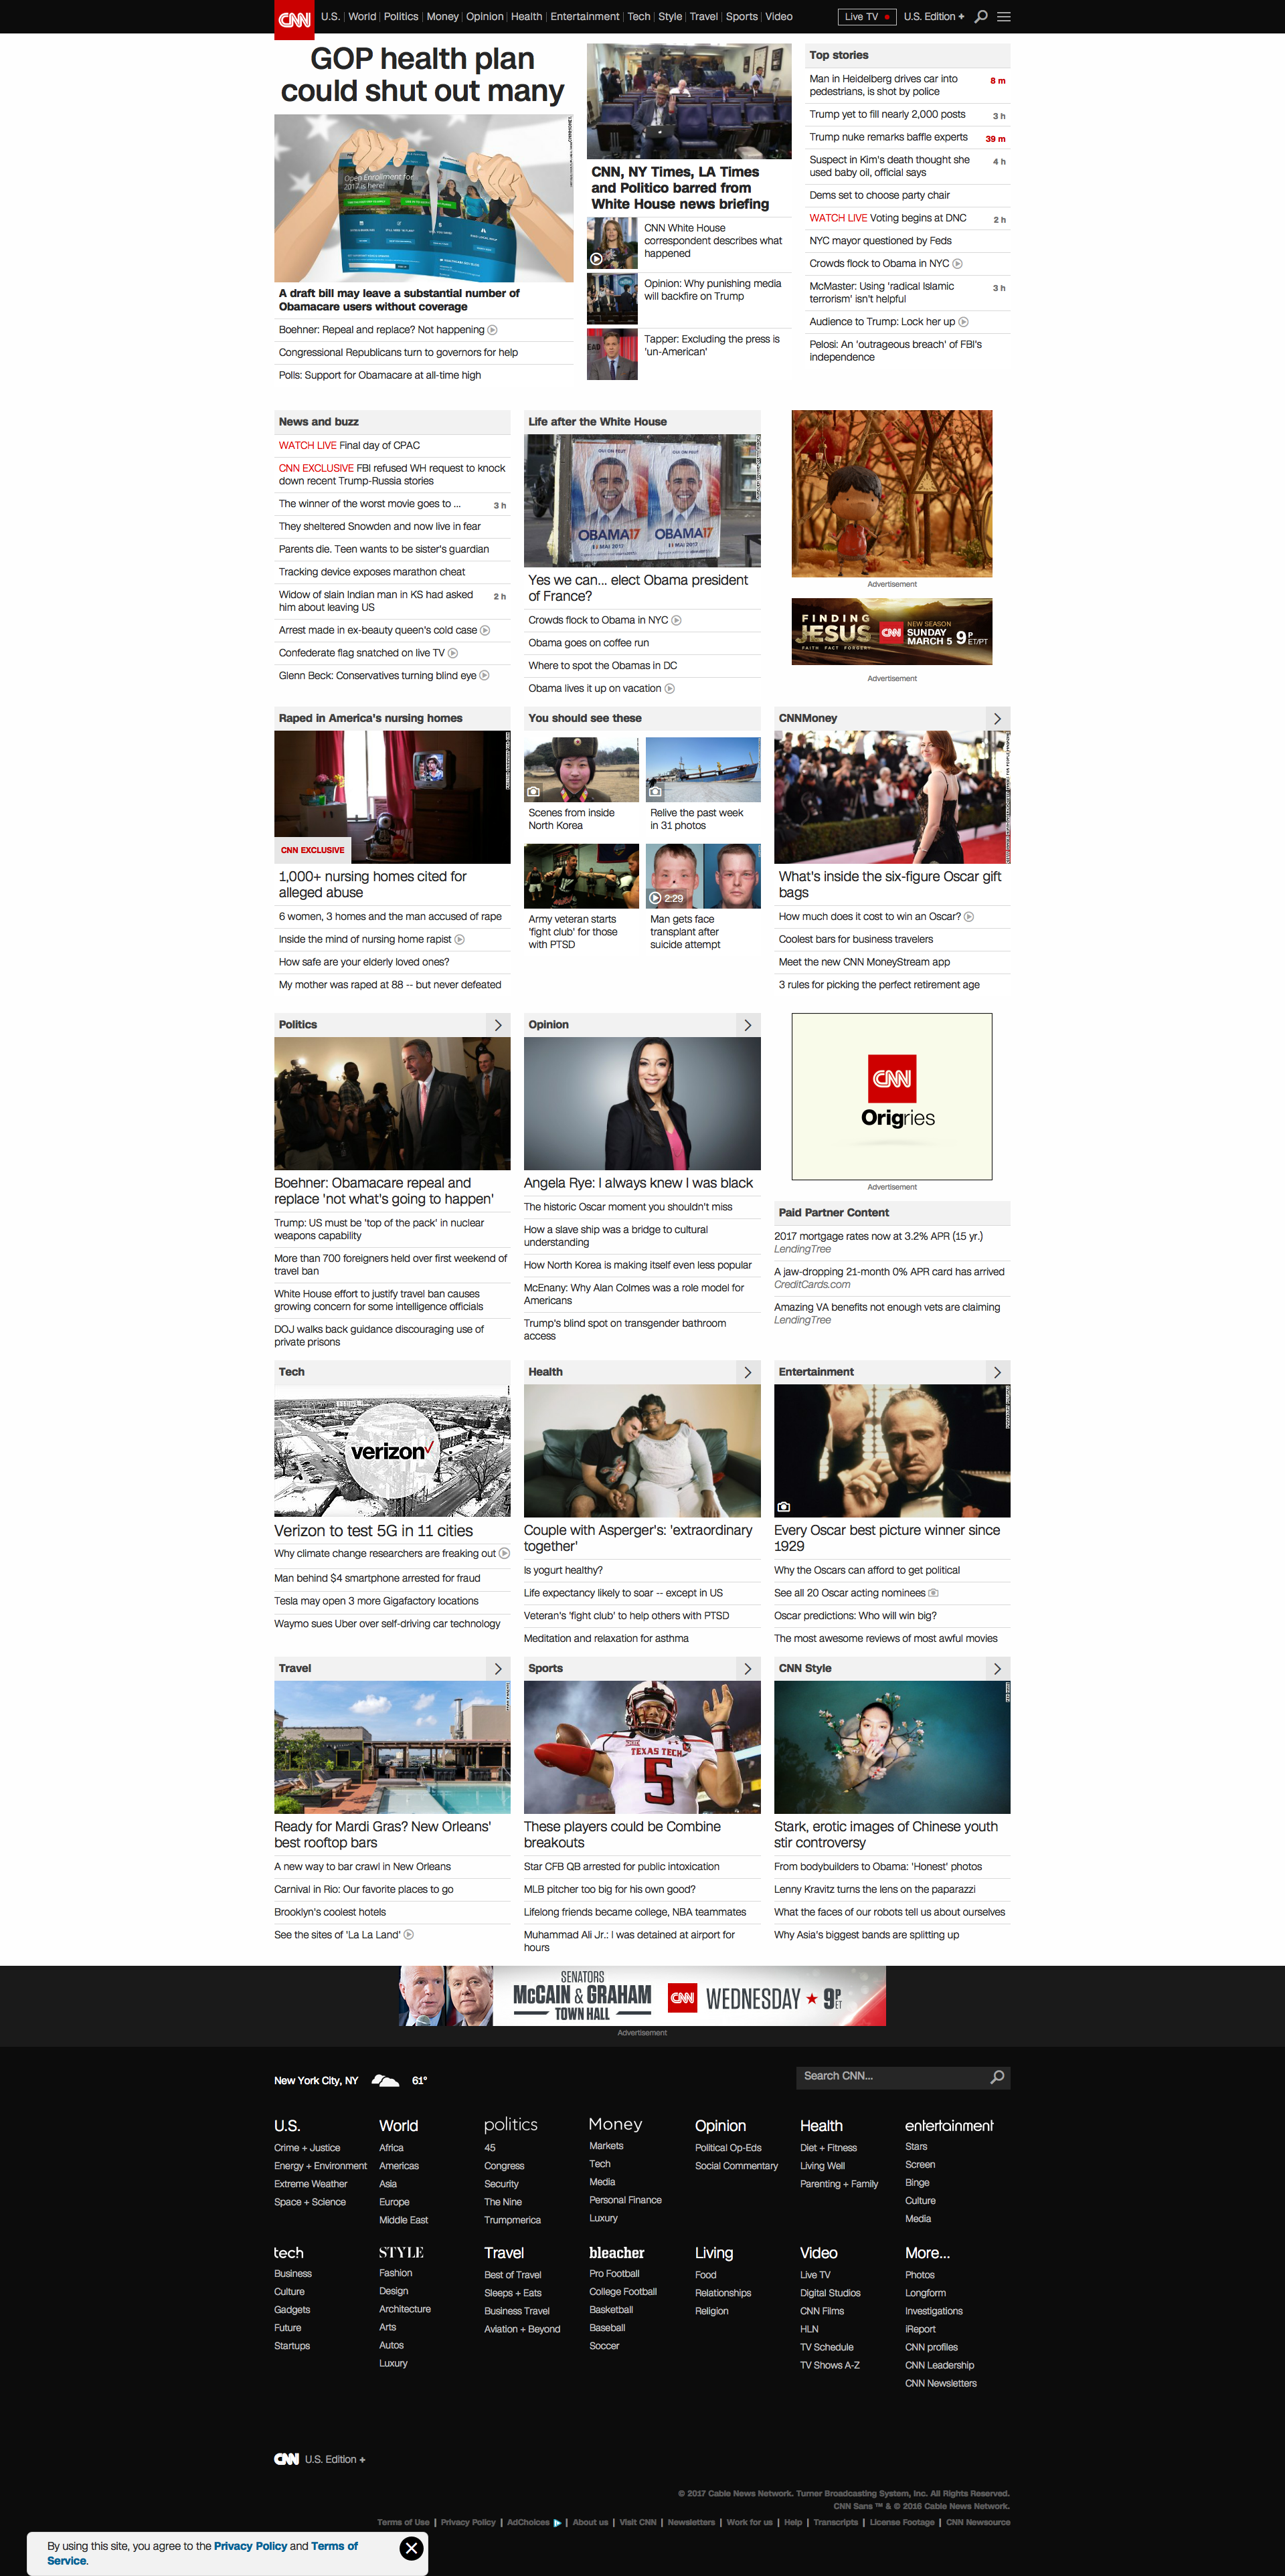 CNN
U.S. | World | Politics | Money | Opinion | Health | Entertainment | Tech | Style | Travel | Sports | Video
Live TV
U.S. Edition +
GOP health plan
could shut out many
Open Enrollment for
2017 is here!
A draft bill may leave a substantial number of
Obamacare users without coverage
Boehner: Repeal and replace? Not happening
Congressional Republicans turn to governors for help
Polls: Support for Obamacare at all-time high
CNN, NY Times, LA Times
and Politico barred from
White House news briefing
CNN White House
correspondent describes what
happened
Opinion: Why punishing media
will backfire on Trump
Tapper: Excluding the press is
'un-American'
Top stories
Man in Heidelberg drives car into
pedestrians, is shot by police
8 m
Trump yet to fill nearly 2,000 posts
3 h
Trump nuke remarks baffle experts
39 m
Suspect in Kim's death thought she
used baby oil, official says
4 h
Dems set to choose party chair
WATCH LIVE Voting begins at DNC
2 h
NYC mayor questioned by Feds
Crowds flock to Obama in NYC
McMaster: Using 'radical Islamic
terrorism' isn't helpful
3 h
Audience to Trump: Lock her up
Pelosi: An 'outrageous breach' of FBI's
independence
News and buzz
WATCH LIVE Final day of CPAC
CNN EXCLUSIVE FBI refused WH request to knock
down recent Trump-Russia stories
The winner of the worst movie goes to ...
3 h
They sheltered Snowden and now live in fear
Parents die. Teen wants to be sister's guardian
Tracking device exposes marathon cheat
Widow of slain Indian man in KS had asked
him about leaving US
2 h
Arrest made in ex-beauty queen's cold case
Confederate flag snatched on live TV
Glenn Beck: Conservatives turning blind eye
Life after the White House
OBAMA17
OBAMA17
Yes we can... elect Obama president
of France?
Crowds flock to Obama in NYC
Obama goes on coffee run
Where to spot the Obamas in DC
Obama lives it up on vacation
Advertisement
FINDING
JESUS
FAITH FACT FORGERY
CNN
NEW SEASON
SUNDAY
MARCH 5
9P
ET/PT
Advertisement
Raped in America's nursing homes
CNN EXCLUSIVE
1,000+ nursing homes cited for
alleged abuse
6 women, 3 homes and the man accused of rape
Inside the mind of nursing home rapist
How safe are your elderly loved ones?
My mother was raped at 88 -- but never defeated
You should see these
Scenes from inside
North Korea
Relive the past week
in 31 photos
2:29
Army veteran starts
'fight club' for those
with PTSD
Man gets face
transplant after
suicide attempt
CNNMoney
What's inside the six-figure Oscar gift
bags
How much does it cost to win an Oscar?
Coolest bars for business travelers
Meet the new CNN MoneyStream app
3 rules for picking the perfect retirement age
Politics
Boehner: Obamacare repeal and
replace 'not what's going to happen'
Trump: US must be 'top of the pack' in nuclear
weapons capability
More than 700 foreigners held over first weekend of
travel ban
White House effort to justify travel ban causes
growing concern for some intelligence officials
DOJ walks back guidance discouraging use of
private prisons
Opinion
Angela Rye: I always knew I was black
The historic Oscar moment you shouldn't miss
How a slave ship was a bridge to cultural
understanding
How North Korea is making itself even less popular
McEnany: Why Alan Colmes was a role model for
Americans
Trump's blind spot on transgender bathroom
access
CNN
Origries
Advertisement
Paid Partner Content
2017 mortgage rates now at 3.2% APR (15 yr.)
LendingTree
A jaw-dropping 21-month 0% APR card has arrived
CreditCards.com
Amazing VA benefits not enough vets are claiming
LendingTree
Tech
verizon
Verizon to test 5G in 11 cities
Why climate change researchers are freaking out
Man behind $4 smartphone arrested for fraud
Tesla may open 3 more Gigafactory locations
Waymo sues Uber over self-driving car technology
Health
Couple with Asperger's: 'extraordinary
together'
Is yogurt healthy?
Life expectancy likely to soar -- except in US
Veteran's 'fight club' to help others with PTSD
Meditation and relaxation for asthma
Entertainment
Every Oscar best picture winner since
1929
Why the Oscars can afford to get political
See all 20 Oscar acting nominees
Oscar predictions: Who will win big?
The most awesome reviews of most awful movies
Travel
Ready for Mardi Gras? New Orleans'
best rooftop bars
A new way to bar crawl in New Orleans
Carnival in Rio: Our favorite places to go
Brooklyn's coolest hotels
See the sites of 'La La Land'
Sports
TEXAS TECH
5
These players could be Combine
breakouts
Star CFB QB arrested for public intoxication
MLB pitcher too big for his own good?
Lifelong friends became college, NBA teammates
Muhammad Ali Jr.: I was detained at airport for
hours
CNN Style
Stark, erotic images of Chinese youth
stir controversy
From bodybuilders to Obama: 'Honest' photos
Lenny Kravitz turns the lens on the paparazzi
What the faces of our robots tell us about ourselves
Why Asia's biggest bands are splitting up
SENATORS
McCAIN & GRAHAM
TOWN HALL
CNN
WEDNESDAY ★ 9P
ET
Advertisement
New York City, NY
61°
Search CNN...
U.S.
Crime + Justice
Energy + Environment
Extreme Weather
Space + Science
World
Africa
Americas
Asia
Europe
Middle East
politics
45
Congress
Security
The Nine
Trumpmerica
Money
Markets
Tech
Media
Personal Finance
Luxury
Opinion
Political Op-Eds
Social Commentary
Health
Diet + Fitness
Living Well
Parenting + Family
entertainment
Stars
Screen
Binge
Culture
Media
tech
Business
Culture
Gadgets
Future
Startups
STYLE
Fashion
Design
Architecture
Arts
Autos
Luxury
Travel
Best of Travel
Sleeps + Eats
Business Travel
Aviation + Beyond
bleacher
Pro Football
College Football
Basketball
Baseball
Soccer
Living
Food
Relationships
Religion
Video
Live TV
Digital Studios
CNN Films
HLN
TV Schedule
TV Shows A-Z
More...
Photos
Longform
Investigations
iReport
CNN profiles
CNN Leadership
CNN Newsletters
CNN U.S. Edition +
© 2017 Cable News Network. Turner Broadcasting System, Inc. All Rights Reserved.
CNN Sans ™ & © 2016 Cable News Network.
Terms of Use | Privacy Policy | AdChoices | About us | Visit CNN | Newsletters | Work for us | Help | Transcripts | License Footage | CNN Newsource
By using this site, you agree to the Privacy Policy and Terms of
Service.